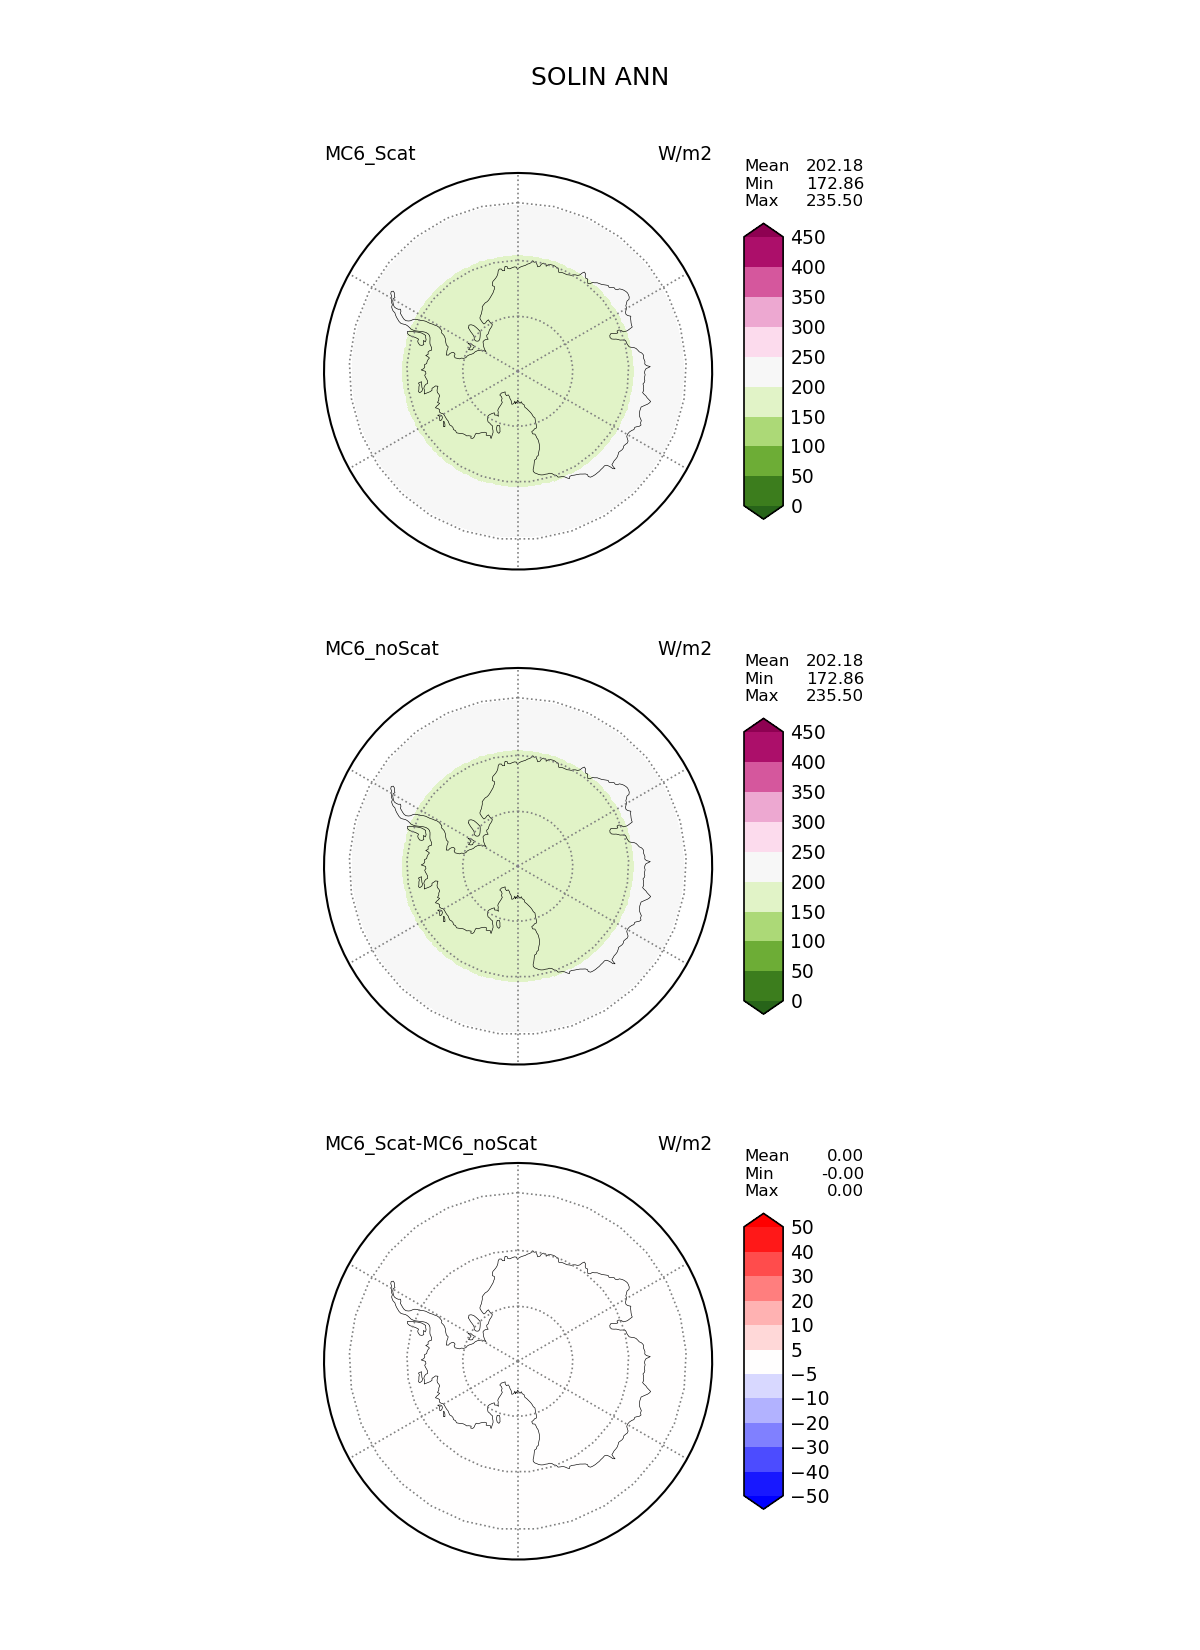 SOLIN ANN
MC6_Scat W/m2
Mean 202.18
Min 172.86
Max 235.50
450
400
350
300
250
200
150
100
50
0
MC6_noScat W/m2
Mean 202.18
Min 172.86
Max 235.50
450
400
350
300
250
200
150
100
50
0
MC6_Scat-MC6_noScat W/m2
Mean 0.00
Min -0.00
Max 0.00
50
40
30
20
10
5
−5
−10
−20
−30
−40
−50